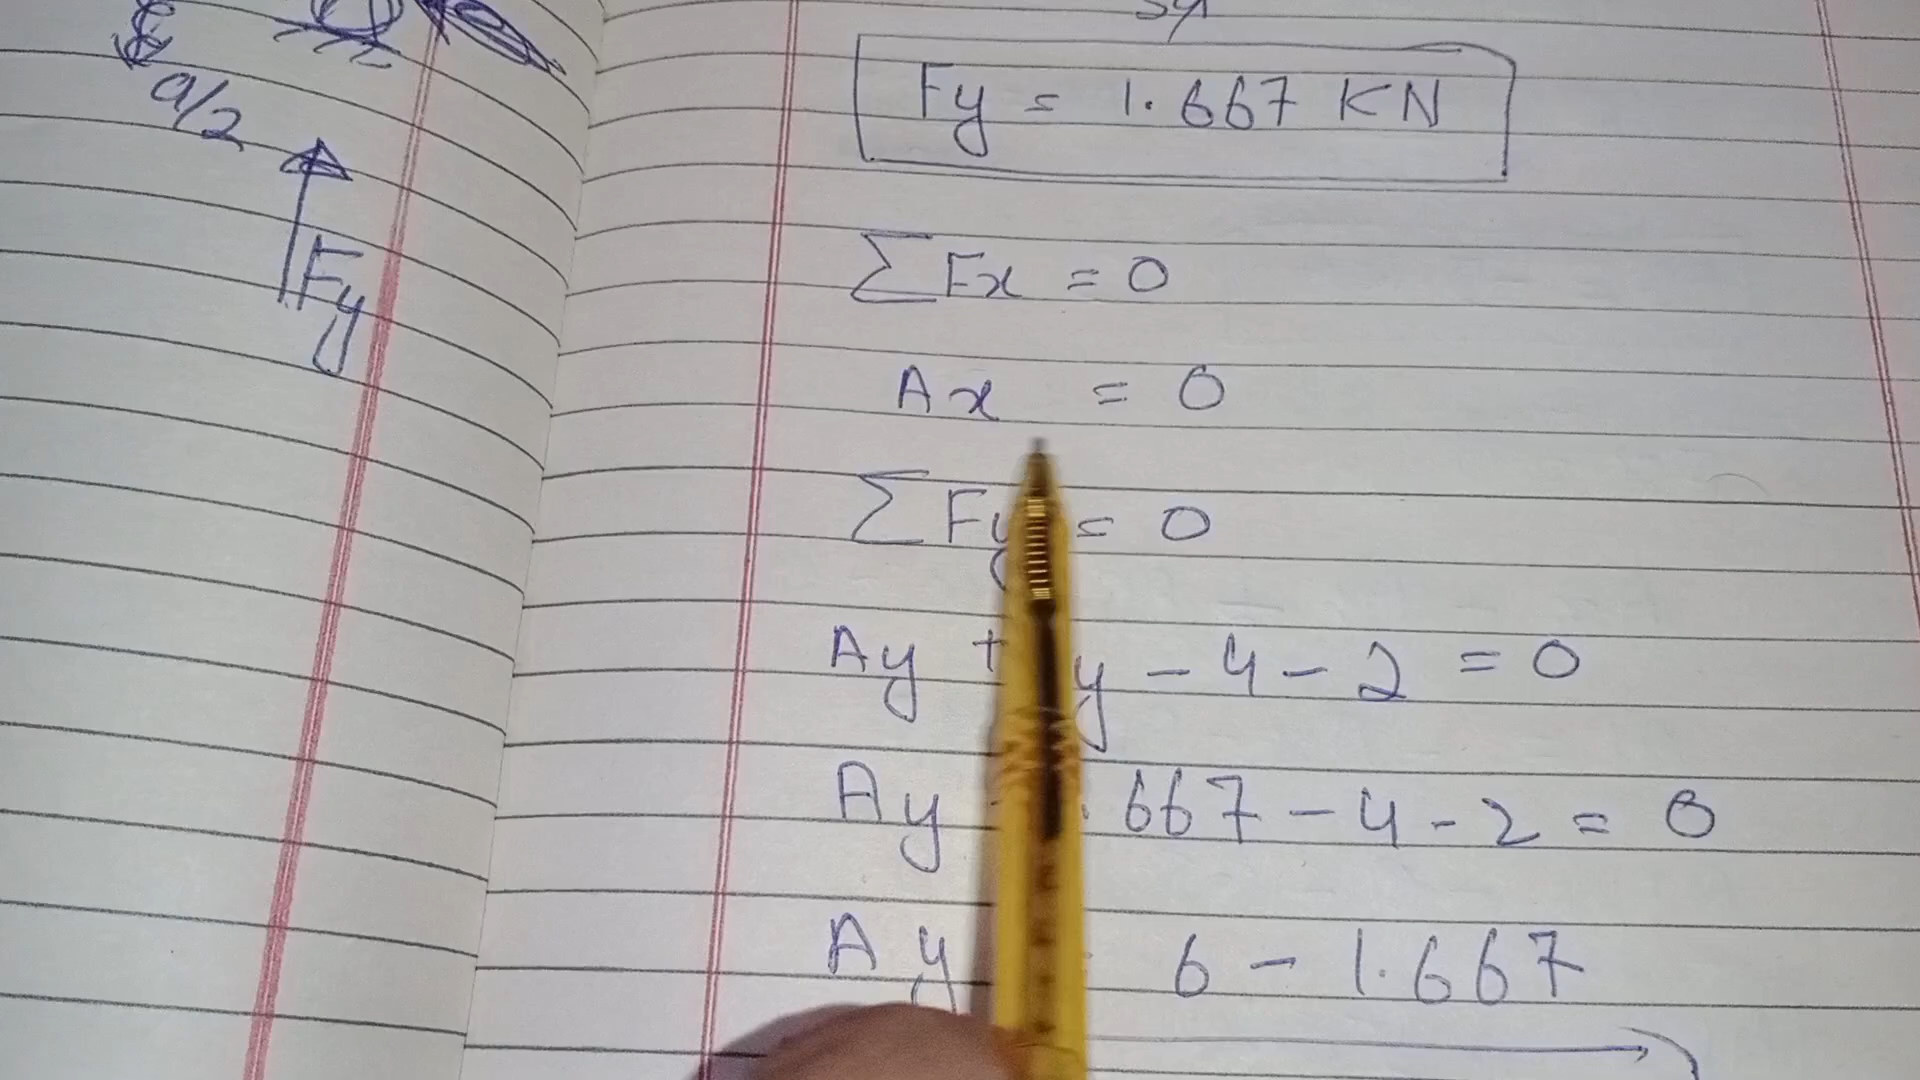 a/2
Fy
Fy = 1.667 KN
ΣFx = 0
Ax = 0
ΣFy = 0
Ay + y - 4 - 2 = 0
Ay .667 - 4 - 2 = 0
Ay 6 - 1.667